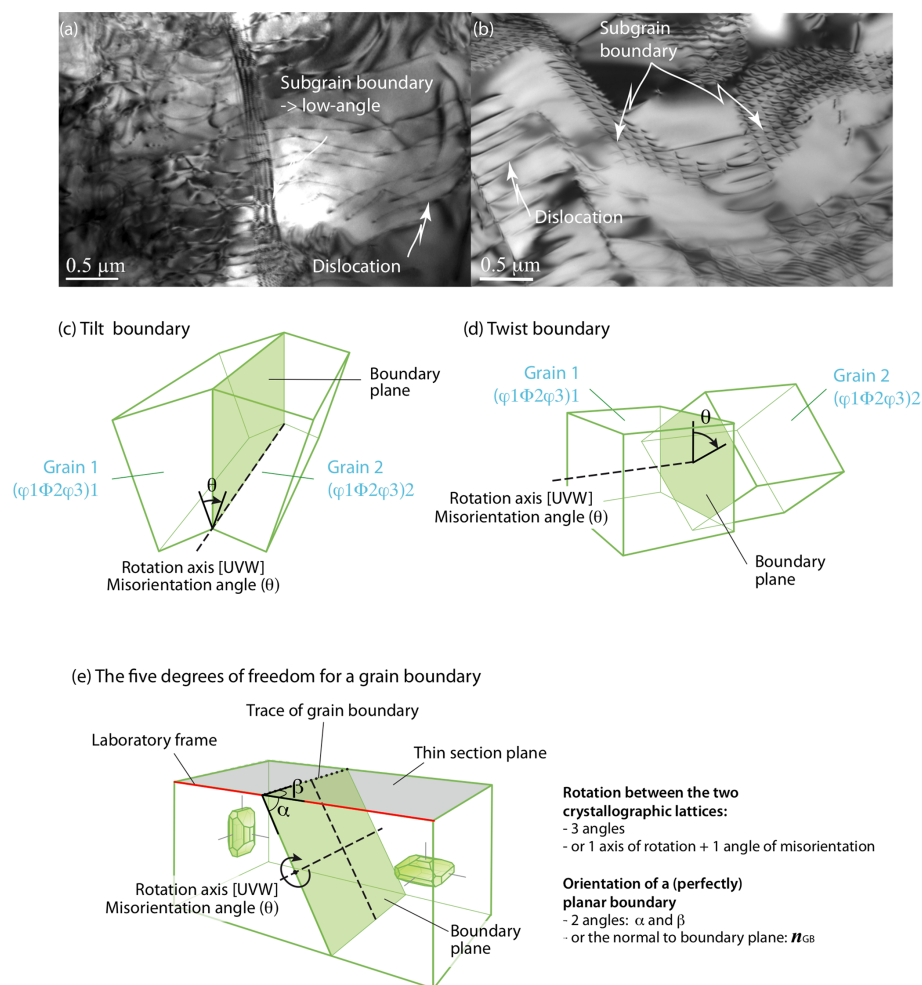 (a)
Subgrain boundary
-> low-angle
Dislocation
0.5 μm
(b)
Subgrain
boundary
Dislocation
0.5 μm
(c) Tilt boundary
Boundary
plane
Grain 1
(φ1Φ2φ3)1
θ
Grain 2
(φ1Φ2φ3)2
Rotation axis [UVW]
Misorientation angle (θ)
(d) Twist boundary
Grain 1
(φ1Φ2φ3)1
θ
Grain 2
(φ1Φ2φ3)2
Rotation axis [UVW]
Misorientation angle (θ)
Boundary
plane
(e) The five degrees of freedom for a grain boundary
Trace of grain boundary
Laboratory frame
Thin section plane
β
α
Rotation axis [UVW]
Misorientation angle (θ)
Boundary
plane
Rotation between the two
crystallographic lattices:
- 3 angles
- or 1 axis of rotation + 1 angle of misorientation
Orientation of a (perfectly)
planar boundary
- 2 angles: α and β
- or the normal to boundary plane: nGB